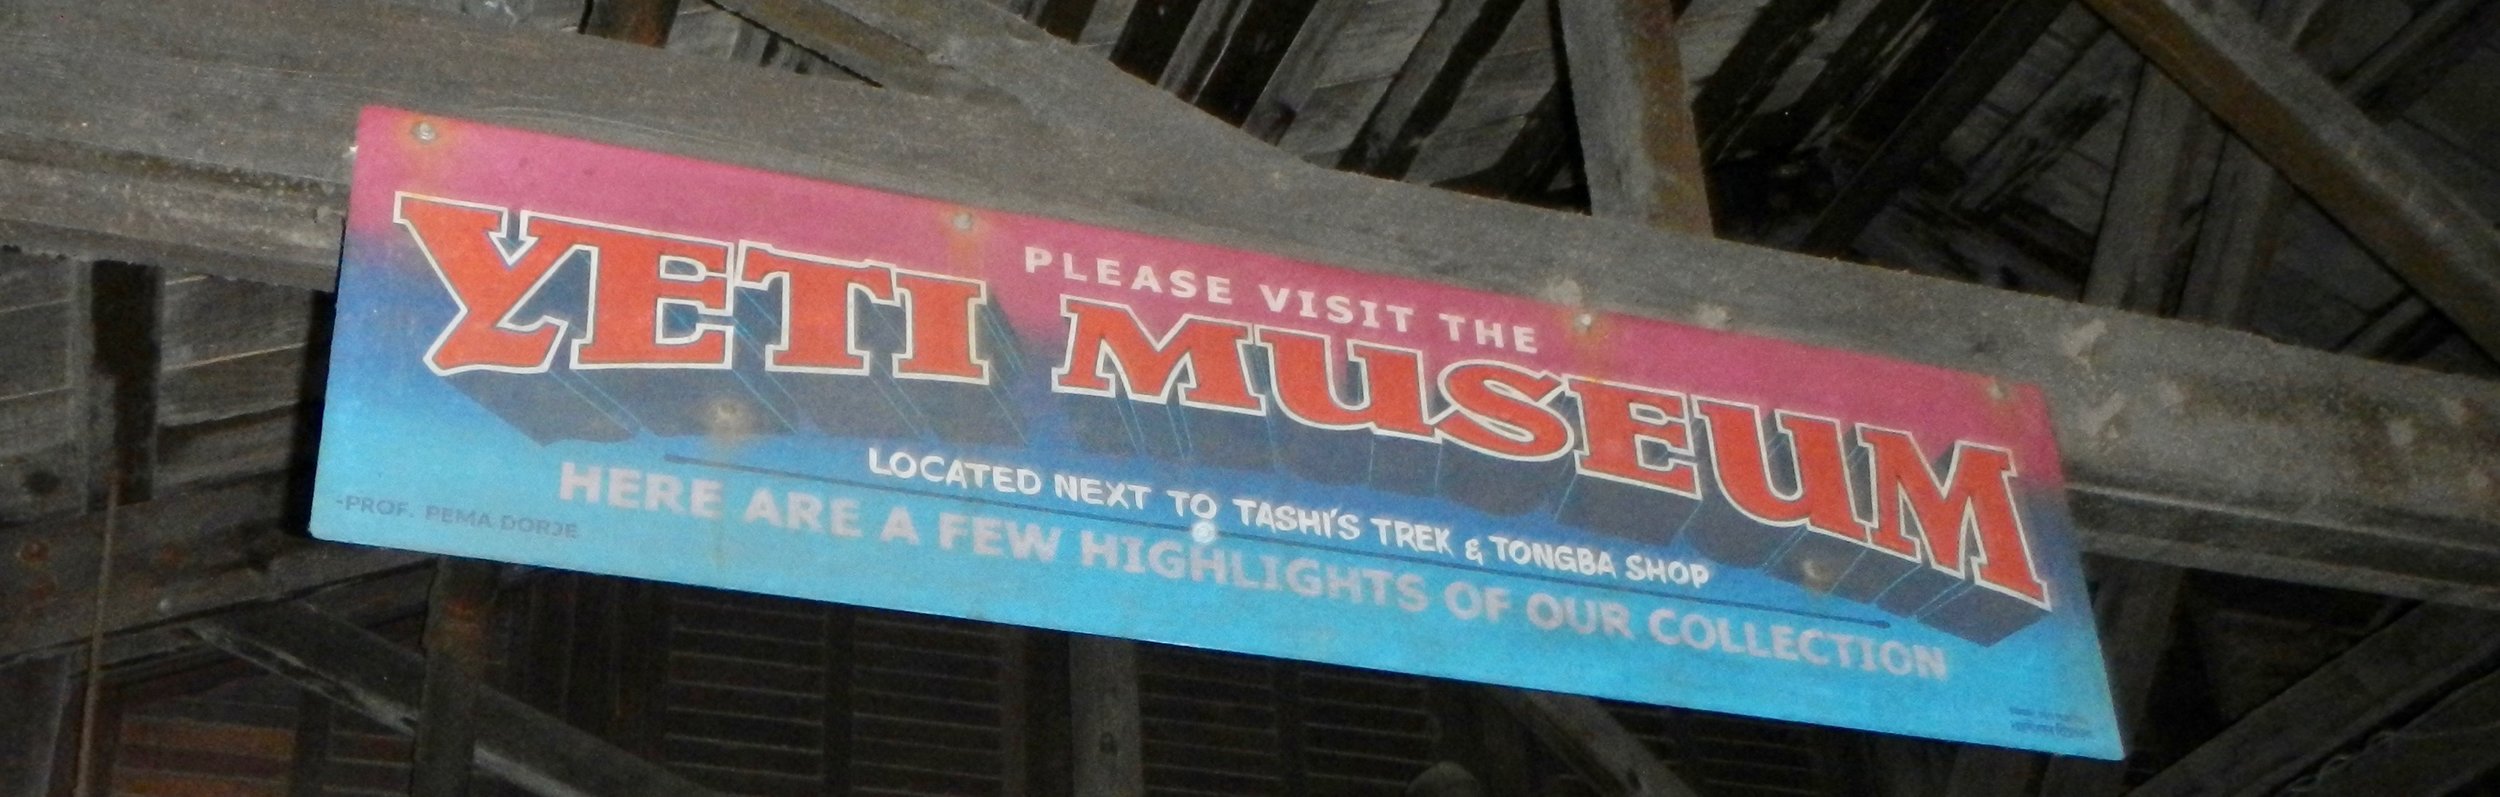 PLEASE VISIT THE
YETI MUSEUM
LOCATED NEXT TO TASHI'S TREK & TONGBA SHOP
HERE ARE A FEW HIGHLIGHTS OF OUR COLLECTION
-PROF. PEMA DORJE